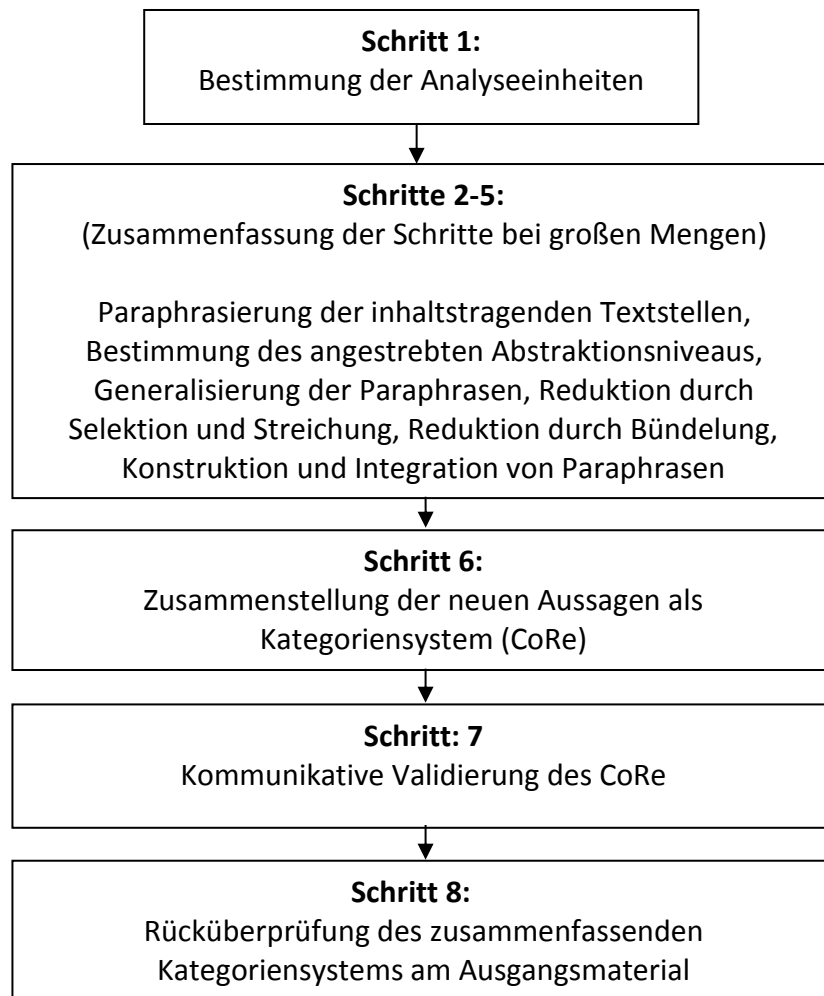 Schritt 1:
Bestimmung der Analyseeinheiten
Schritte 2-5:
(Zusammenfassung der Schritte bei großen Mengen)
Paraphrasierung der inhaltstragenden Textstellen,
Bestimmung des angestrebten Abstraktionsniveaus,
Generalisierung der Paraphrasen, Reduktion durch
Selektion und Streichung, Reduktion durch Bündelung,
Konstruktion und Integration von Paraphrasen
Schritt 6:
Zusammenstellung der neuen Aussagen als
Kategoriensystem (CoRe)
Schritt: 7
Kommunikative Validierung des CoRe
Schritt 8:
Rücküberprüfung des zusammenfassenden
Kategoriensystems am Ausgangsmaterial